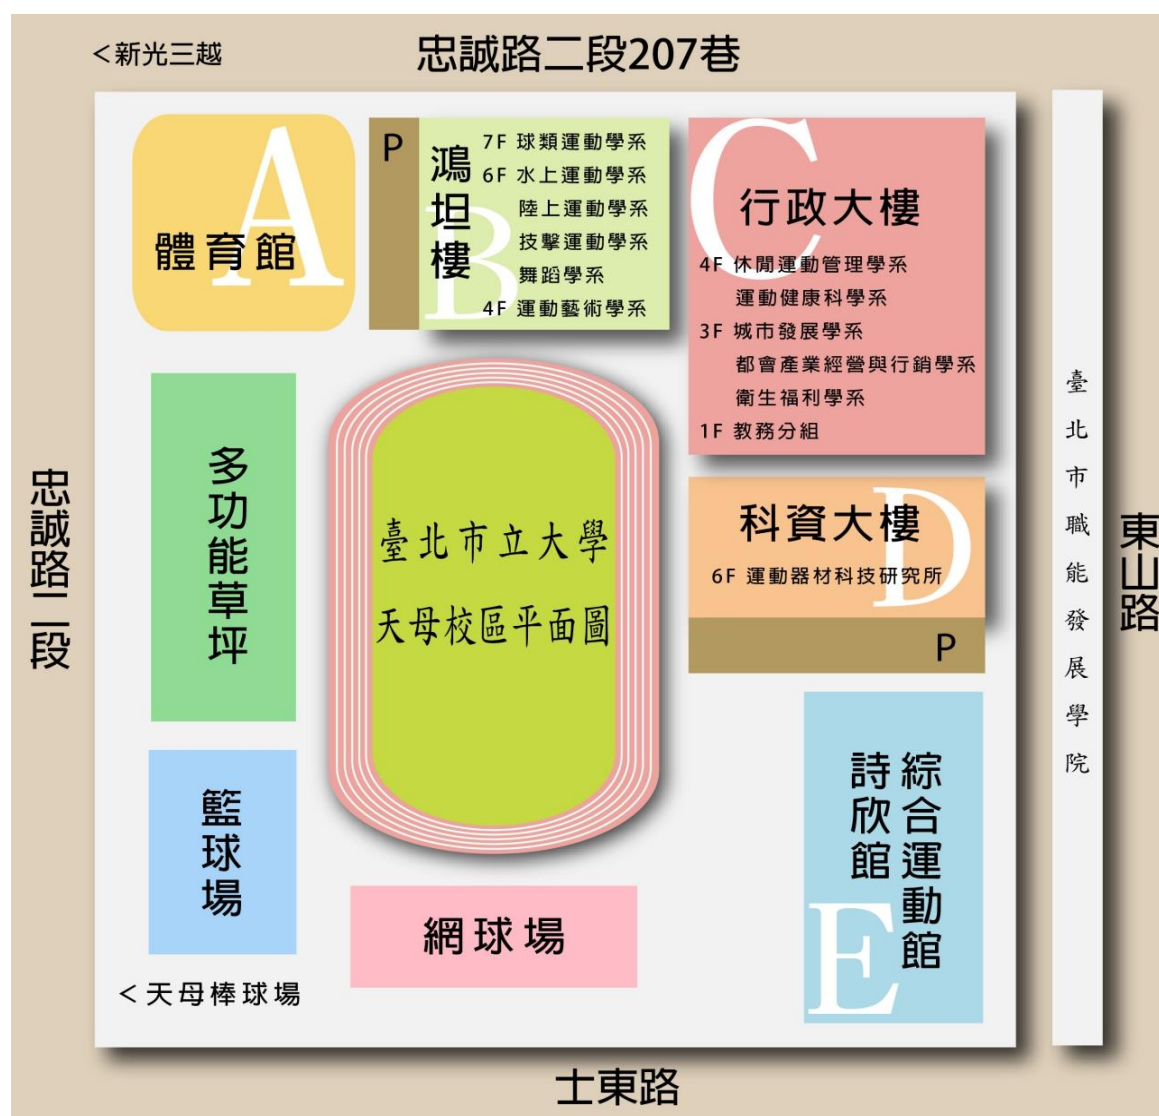 <新光三越
忠誠路二段207巷
A
體育館
P
B
鴻坦樓
7F 球類運動學系
6F 水上運動學系
陸上運動學系
技擊運動學系
舞蹈學系
4F 運動藝術學系
C
行政大樓
4F 休閒運動管理學系
運動健康科學系
3F 城市發展學系
都會產業經營與行銷學系
衛生福利學系
1F 教務分組
忠誠路二段
多功能草坪
臺北市立大學
天母校區平面圖
D
科資大樓
6F 運動器材科技研究所
P
臺北市職能發展學院
東山路
籃球場
網球場
綜合運動館
詩欣館
E
<天母棒球場
士東路